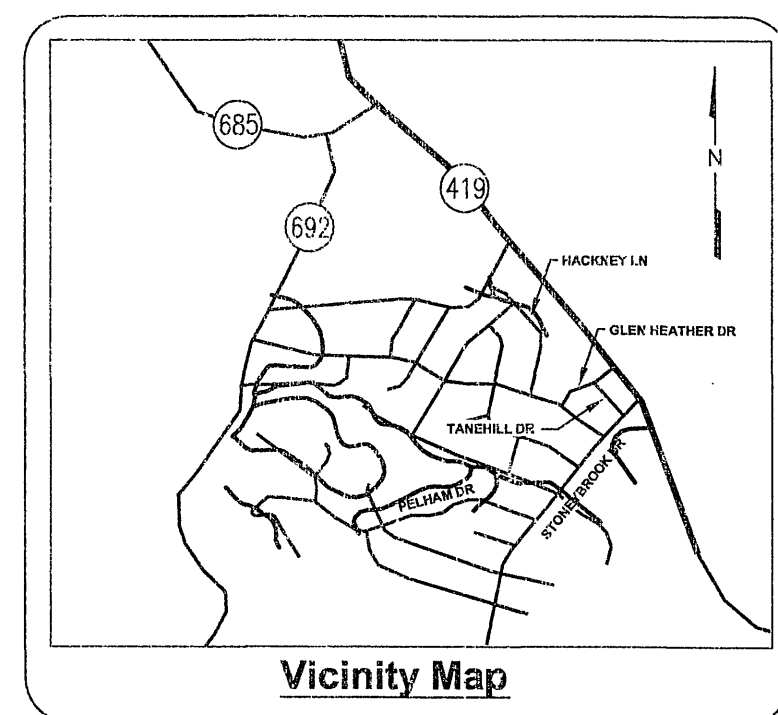 685
N
419
692
HACKNEY LN
GLEN HEATHER DR
TANEHILL DR
STONEYBROOK DR
PELHAM DR
Vicinity Map